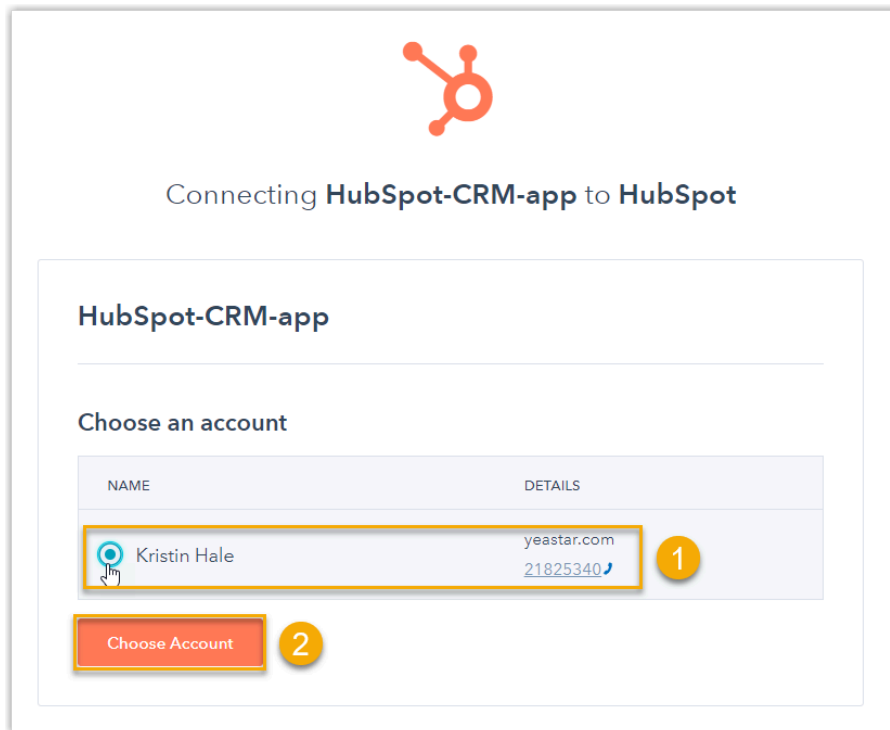 Connecting HubSpot-CRM-app to HubSpot
HubSpot-CRM-app
Choose an account
NAME DETAILS
Kristin Hale yeastar.com
21825340
1
Choose Account
2